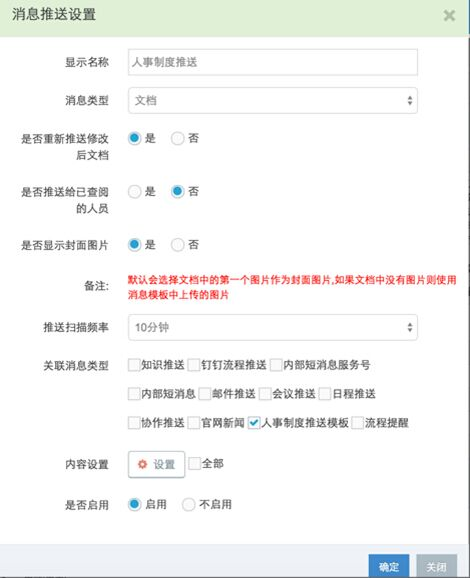 消息推送设置
显示名称 人事制度推送
消息类型 文档
是否重新推送修改 是 否
后文档
是否推送给已查阅 是 否
的人员
是否显示封面图片 是 否
备注: 默认会选择文档中的第一个图片作为封面图片,如果文档中没有图片则使用
消息模板中上传的图片
推送扫描频率 10分钟
关联消息类型 知识推送 钉钉流程推送 内部短消息服务号
内部短消息 邮件推送 会议推送 日程推送
协作推送 官网新闻 人事制度推送模板 流程提醒
内容设置 设置 全部
是否启用 启用 不启用
确定 关闭